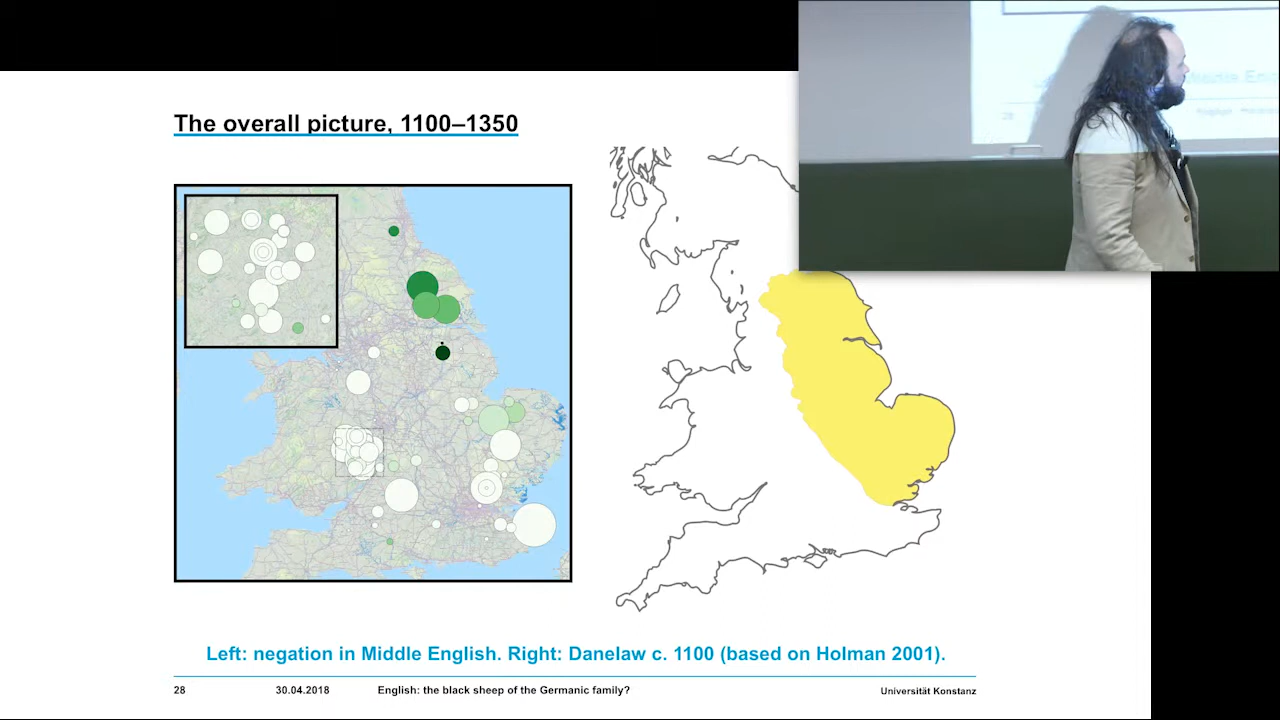 The overall picture, 1100–1350
Left: negation in Middle English. Right: Danelaw c. 1100 (based on Holman 2001).
28 30.04.2018 English: the black sheep of the Germanic family? Universität Konstanz